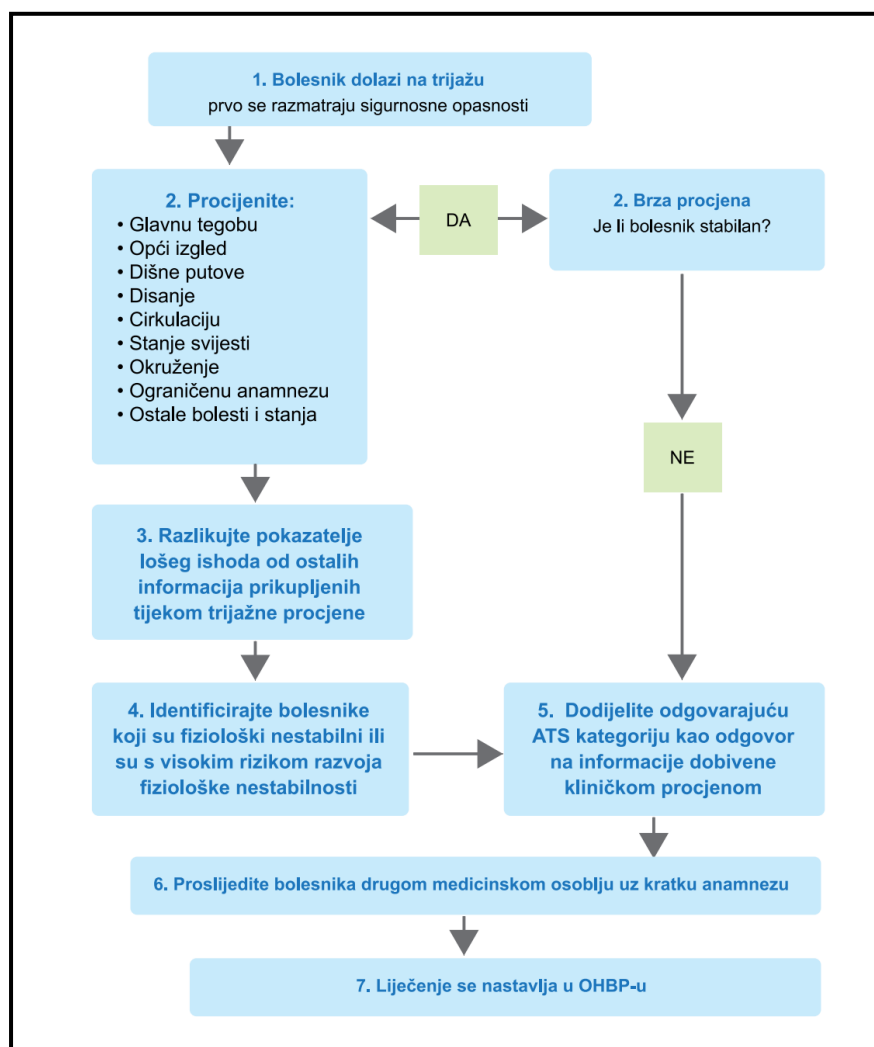 1. Bolesnik dolazi na trijažu
prvo se razmatraju sigurnosne opasnosti
2. Procijenite:
• Glavnu tegobu
• Opći izgled
• Dišne putove
• Disanje
• Cirkulaciju
• Stanje svijesti
• Okruženje
• Ograničenu anamnezu
• Ostale bolesti i stanja
DA
2. Brza procjena
Je li bolesnik stabilan?
NE
3. Razlikujte pokazatelje
lošeg ishoda od ostalih
informacija prikupljenih
tijekom trijažne procjene
4. Identificirajte bolesnike
koji su fiziološki nestabilni ili
su s visokim rizikom razvoja
fiziološke nestabilnosti
5. Dodijelite odgovarajuću
ATS kategoriju kao odgovor
na informacije dobivene
kliničkom procjenom
6. Proslijedite bolesnika drugom medicinskom osoblju uz kratku anamnezu
7. Liječenje se nastavlja u OHBP-u